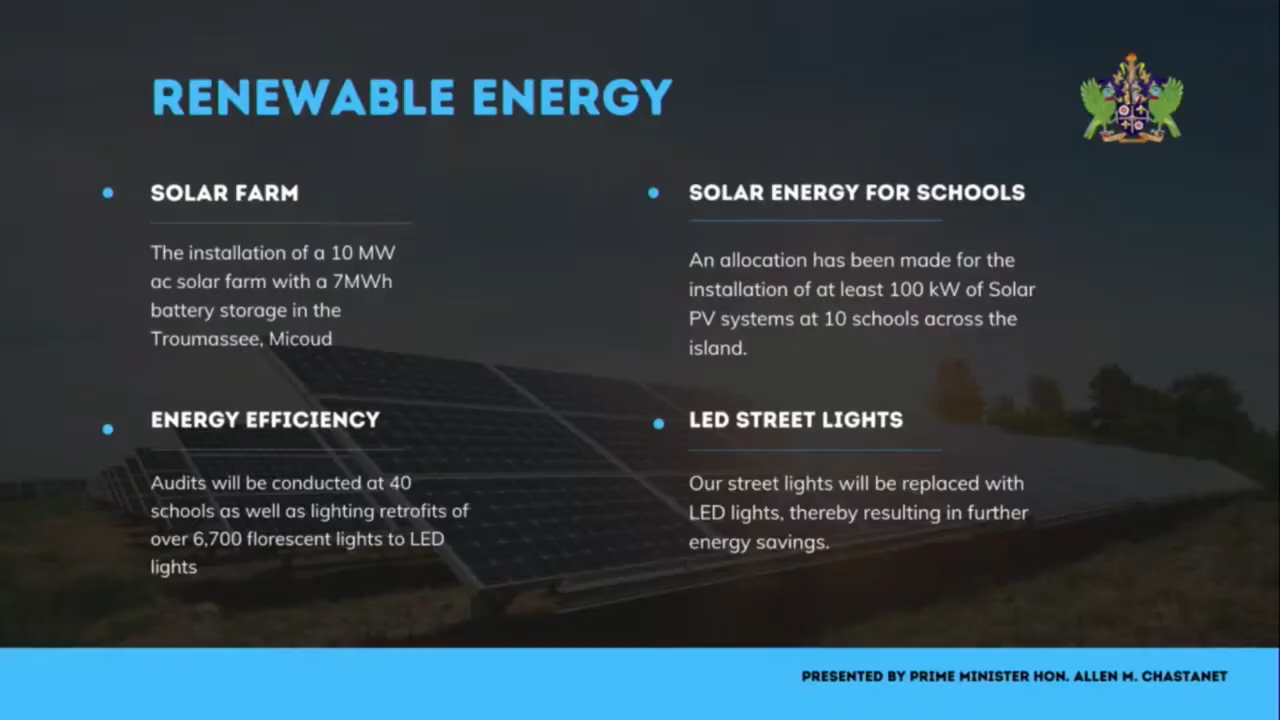 RENEWABLE ENERGY
SOLAR FARM
The installation of a 10 MW
ac solar farm with a 7MWh
battery storage in the
Troumassee, Micoud
SOLAR ENERGY FOR SCHOOLS
An allocation has been made for the
installation of at least 100 kW of Solar
PV systems at 10 schools across the
island.
ENERGY EFFICIENCY
Audits will be conducted at 40
schools as well as lighting retrofits of
over 6,700 florescent lights to LED
lights
LED STREET LIGHTS
Our street lights will be replaced with
LED lights, thereby resulting in further
energy savings.
PRESENTED BY PRIME MINISTER HON. ALLEN M. CHASTANET